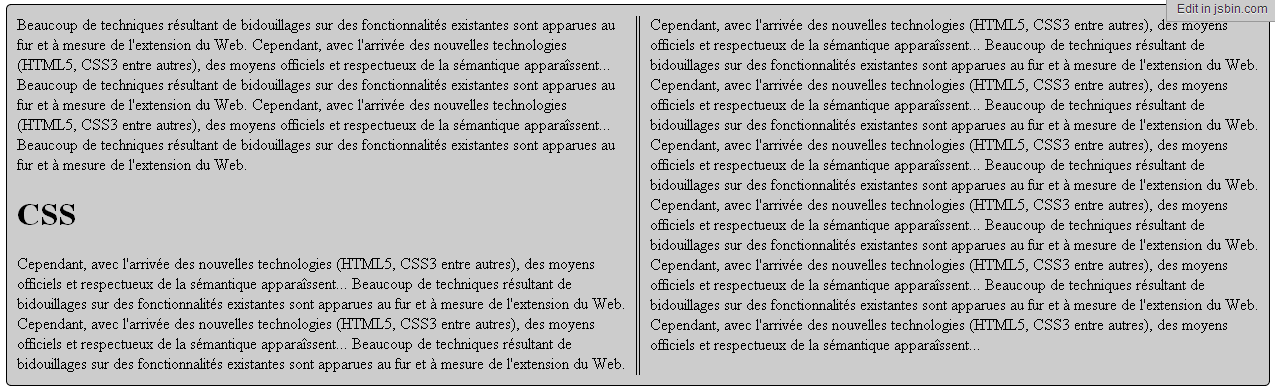 Edit in jsbin.com
Beaucoup de techniques résultant de bidouillages sur des fonctionnalités existantes sont apparues au
fur et à mesure de l'extension du Web. Cependant, avec l'arrivée des nouvelles technologies
(HTML5, CSS3 entre autres), des moyens officiels et respectueux de la sémantique apparaîssent...
Beaucoup de techniques résultant de bidouillages sur des fonctionnalités existantes sont apparues au
fur et à mesure de l'extension du Web. Cependant, avec l'arrivée des nouvelles technologies
(HTML5, CSS3 entre autres), des moyens officiels et respectueux de la sémantique apparaîssent...
Beaucoup de techniques résultant de bidouillages sur des fonctionnalités existantes sont apparues au
fur et à mesure de l'extension du Web.
CSS
Cependant, avec l'arrivée des nouvelles technologies (HTML5, CSS3 entre autres), des moyens
officiels et respectueux de la sémantique apparaîssent... Beaucoup de techniques résultant de
bidouillages sur des fonctionnalités existantes sont apparues au fur et à mesure de l'extension du Web.
Cependant, avec l'arrivée des nouvelles technologies (HTML5, CSS3 entre autres), des moyens
officiels et respectueux de la sémantique apparaîssent... Beaucoup de techniques résultant de
bidouillages sur des fonctionnalités existantes sont apparues au fur et à mesure de l'extension du Web.
Cependant, avec l'arrivée des nouvelles technologies (HTML5, CSS3 entre autres), des moyens
officiels et respectueux de la sémantique apparaîssent... Beaucoup de techniques résultant de
bidouillages sur des fonctionnalités existantes sont apparues au fur et à mesure de l'extension du Web.
Cependant, avec l'arrivée des nouvelles technologies (HTML5, CSS3 entre autres), des moyens
officiels et respectueux de la sémantique apparaîssent... Beaucoup de techniques résultant de
bidouillages sur des fonctionnalités existantes sont apparues au fur et à mesure de l'extension du Web.
Cependant, avec l'arrivée des nouvelles technologies (HTML5, CSS3 entre autres), des moyens
officiels et respectueux de la sémantique apparaîssent... Beaucoup de techniques résultant de
bidouillages sur des fonctionnalités existantes sont apparues au fur et à mesure de l'extension du Web.
Cependant, avec l'arrivée des nouvelles technologies (HTML5, CSS3 entre autres), des moyens
officiels et respectueux de la sémantique apparaîssent... Beaucoup de techniques résultant de
bidouillages sur des fonctionnalités existantes sont apparues au fur et à mesure de l'extension du Web.
Cependant, avec l'arrivée des nouvelles technologies (HTML5, CSS3 entre autres), des moyens
officiels et respectueux de la sémantique apparaîssent... Beaucoup de techniques résultant de
bidouillages sur des fonctionnalités existantes sont apparues au fur et à mesure de l'extension du Web.
Cependant, avec l'arrivée des nouvelles technologies (HTML5, CSS3 entre autres), des moyens
officiels et respectueux de la sémantique apparaîssent...